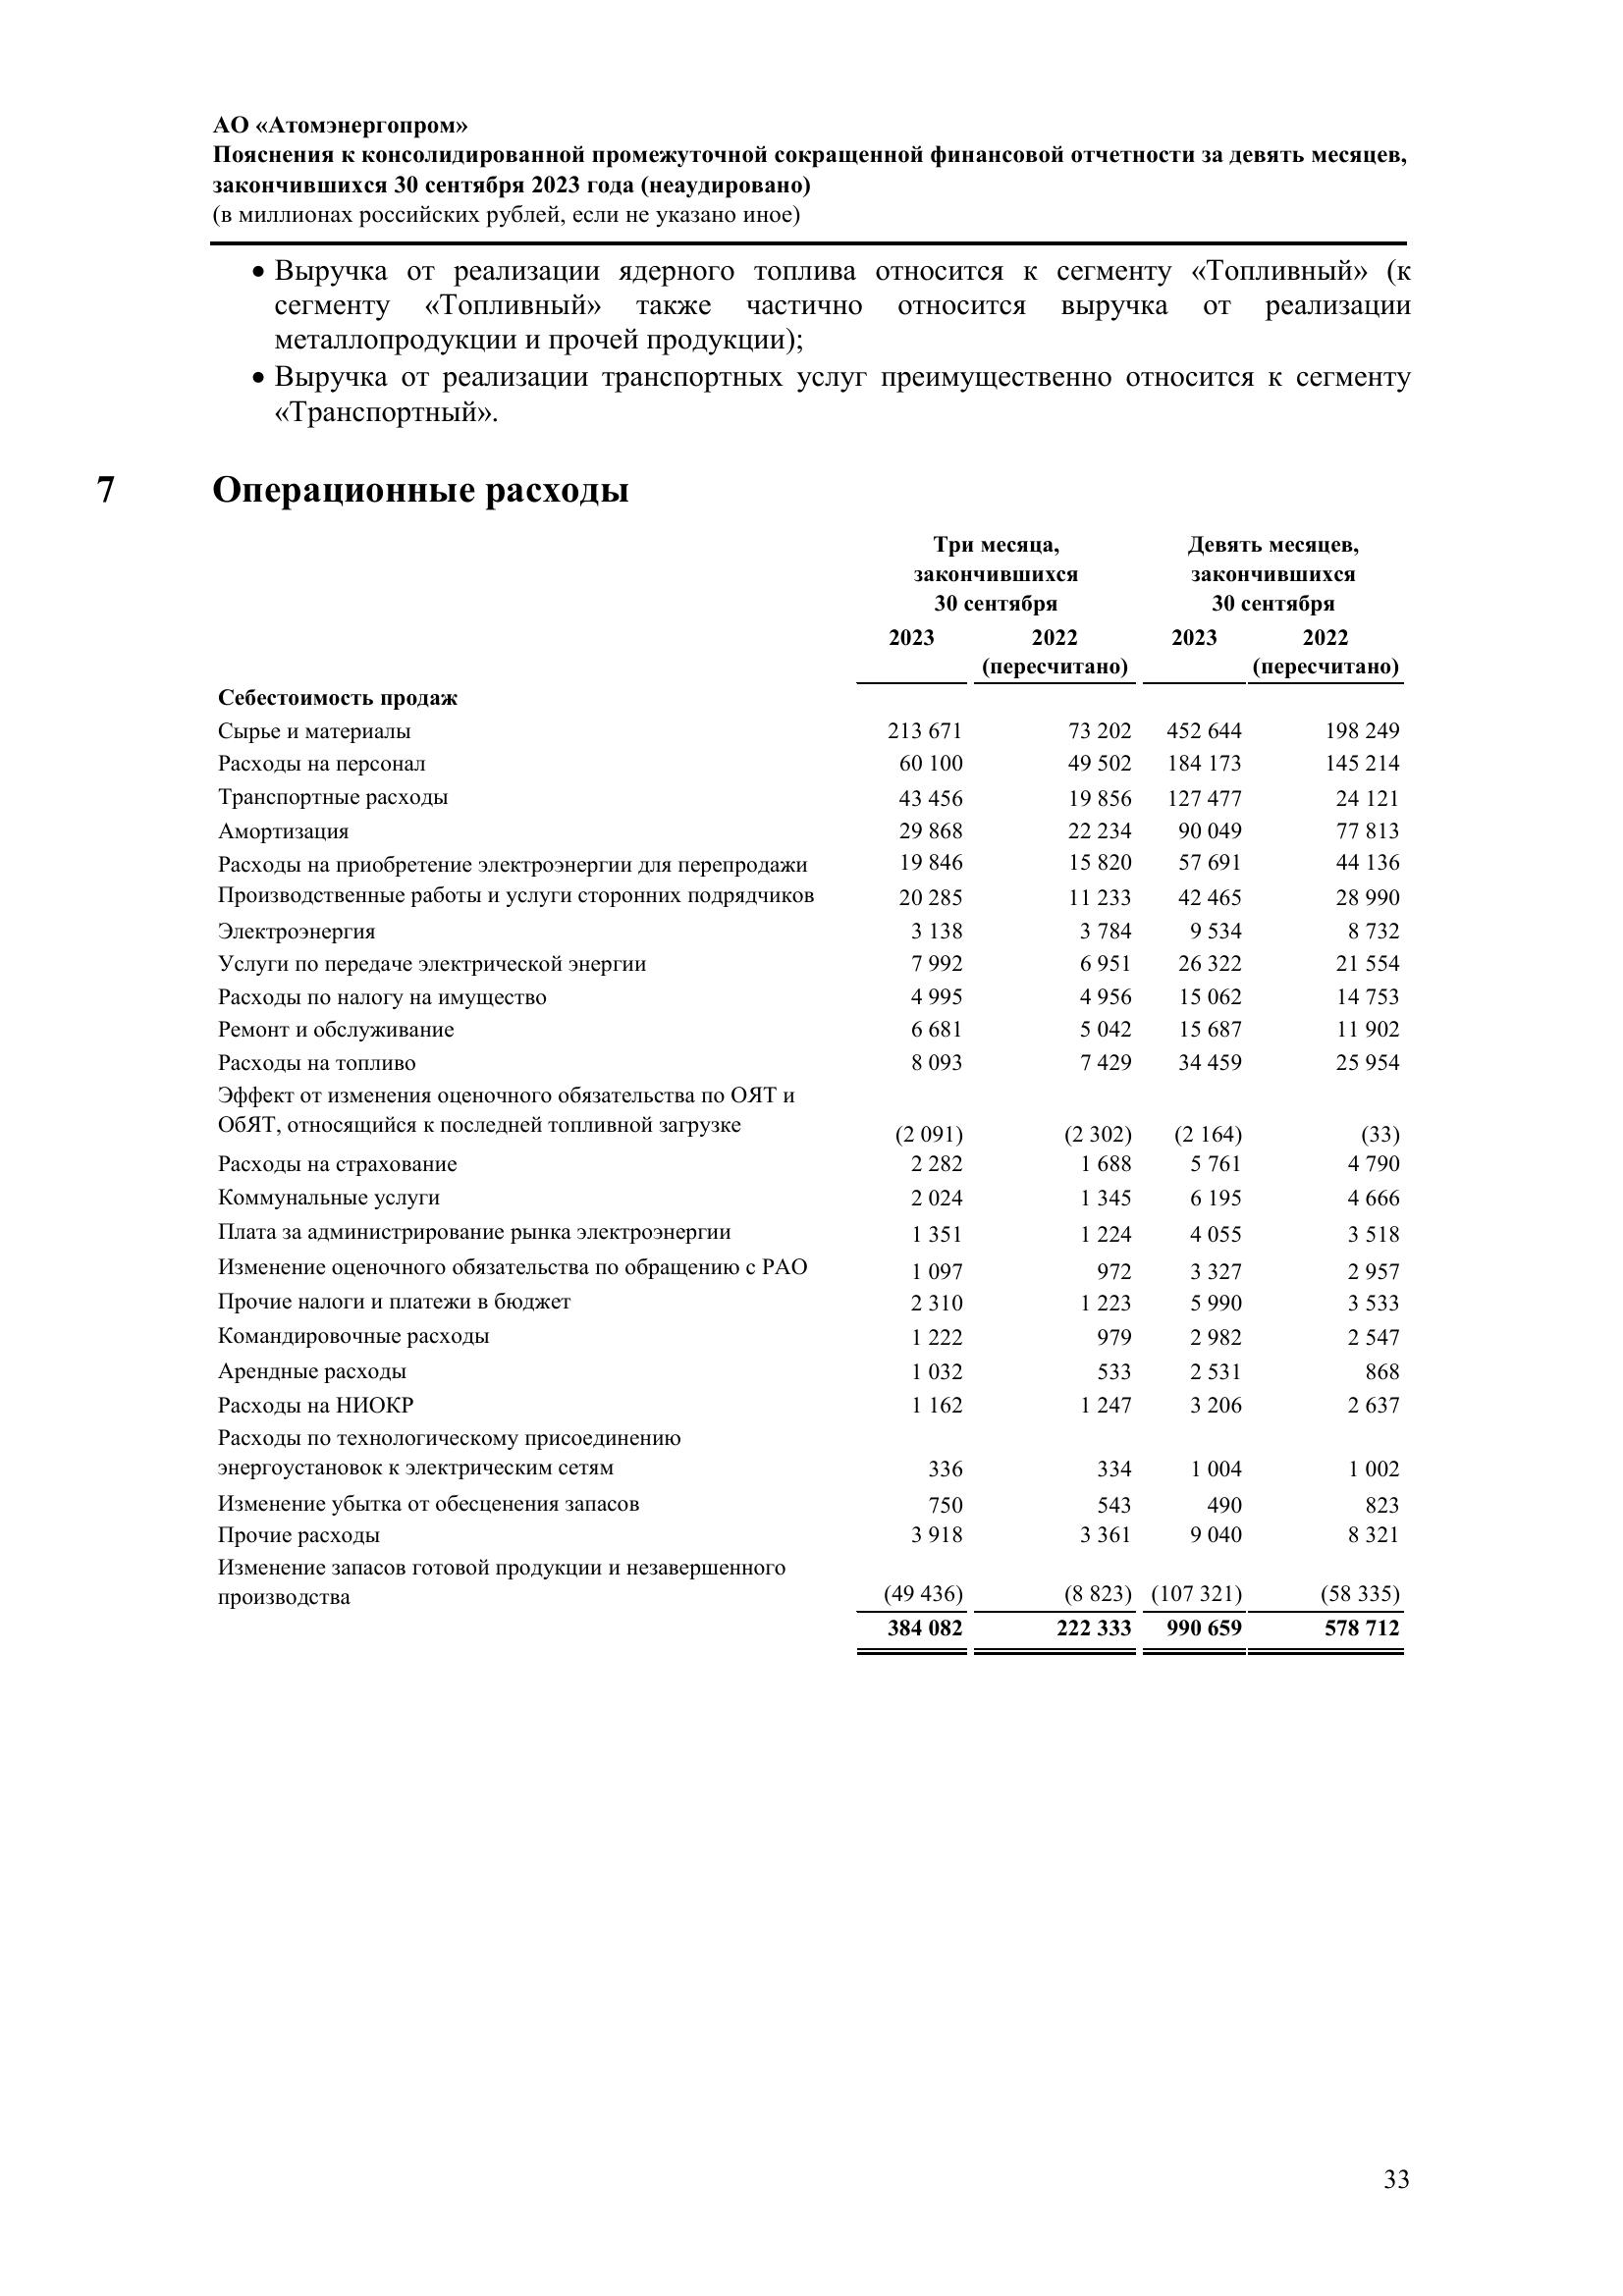 АО «Атомэнергопром»
Пояснения к консолидированной промежуточной сокращенной финансовой отчетности за девять месяцев,
закончившихся 30 сентября 2023 года (неаудировано)
(в миллионах российских рублей, если не указано иное)
• Выручка от реализации ядерного топлива относится к сегменту «Топливный» (к
сегменту «Топливный» также частично относится выручка от реализации
металлопродукции и прочей продукции);
• Выручка от реализации транспортных услуг преимущественно относится к сегменту
«Транспортный».
7 Операционные расходы
Три месяца, Девять месяцев,
закончившихся закончившихся
30 сентября 30 сентября
2023 2022 2023 2022
(пересчитано) (пересчитано)
Себестоимость продаж
Сырье и материалы 213 671 73 202 452 644 198 249
Расходы на персонал 60 100 49 502 184 173 145 214
Транспортные расходы 43 456 19 856 127 477 24 121
Амортизация 29 868 22 234 90 049 77 813
Расходы на приобретение электроэнергии для перепродажи 19 846 15 820 57 691 44 136
Производственные работы и услуги сторонних подрядчиков 20 285 11 233 42 465 28 990
Электроэнергия 3 138 3 784 9 534 8 732
Услуги по передаче электрической энергии 7 992 6 951 26 322 21 554
Расходы по налогу на имущество 4 995 4 956 15 062 14 753
Ремонт и обслуживание 6 681 5 042 15 687 11 902
Расходы на топливо 8 093 7 429 34 459 25 954
Эффект от изменения оценочного обязательства по ОЯТ и
ОбЯТ, относящийся к последней топливной загрузке (2 091) (2 302) (2 164) (33)
Расходы на страхование 2 282 1 688 5 761 4 790
Коммунальные услуги 2 024 1 345 6 195 4 666
Плата за администрирование рынка электроэнергии 1 351 1 224 4 055 3 518
Изменение оценочного обязательства по обращению с РАО 1 097 972 3 327 2 957
Прочие налоги и платежи в бюджет 2 310 1 223 5 990 3 533
Командировочные расходы 1 222 979 2 982 2 547
Арендные расходы 1 032 533 2 531 868
Расходы на НИОКР 1 162 1 247 3 206 2 637
Расходы по технологическому присоединению
энергоустановок к электрическим сетям 336 334 1 004 1 002
Изменение убытка от обесценения запасов 750 543 490 823
Прочие расходы 3 918 3 361 9 040 8 321
Изменение запасов готовой продукции и незавершенного
производства (49 436) (8 823) (107 321) (58 335)
384 082 222 333 990 659 578 712
33